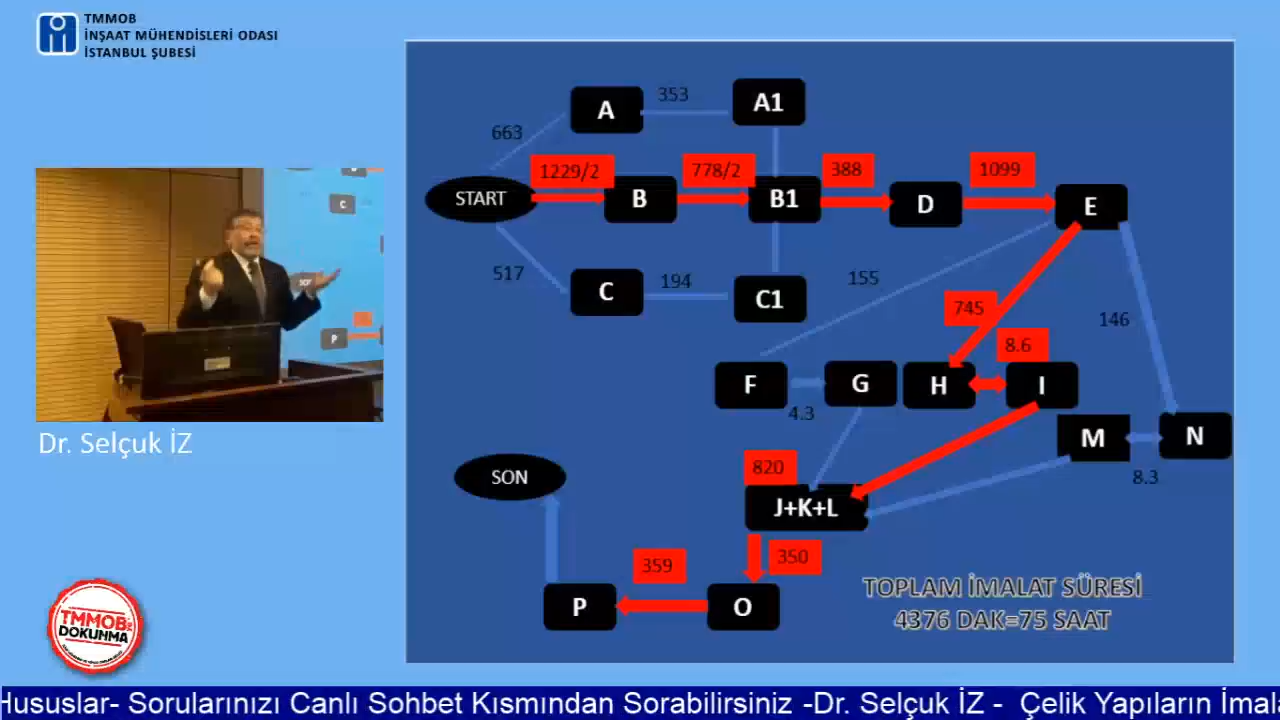 TMMOB
İNŞAAT MÜHENDİSLERİ ODASI
İSTANBUL ŞUBESİ
A
353
A1
663
1229/2
778/2
388
1099
START
B
B1
D
E
517
C
194
C1
155
745
146
8.6
F
G
H
I
4.3
M
N
8.3
SON
820
J+K+L
359
350
P
O
TOPLAM İMALAT SÜRESİ
4376 DAK=75 SAAT
C
P
Dr. Selçuk İZ
TMMOB'ye
DOKUNMA
Hususlar- Sorularınızı Canlı Sohbet Kısmından Sorabilirsiniz -Dr. Selçuk İZ - Çelik Yapıların İmala